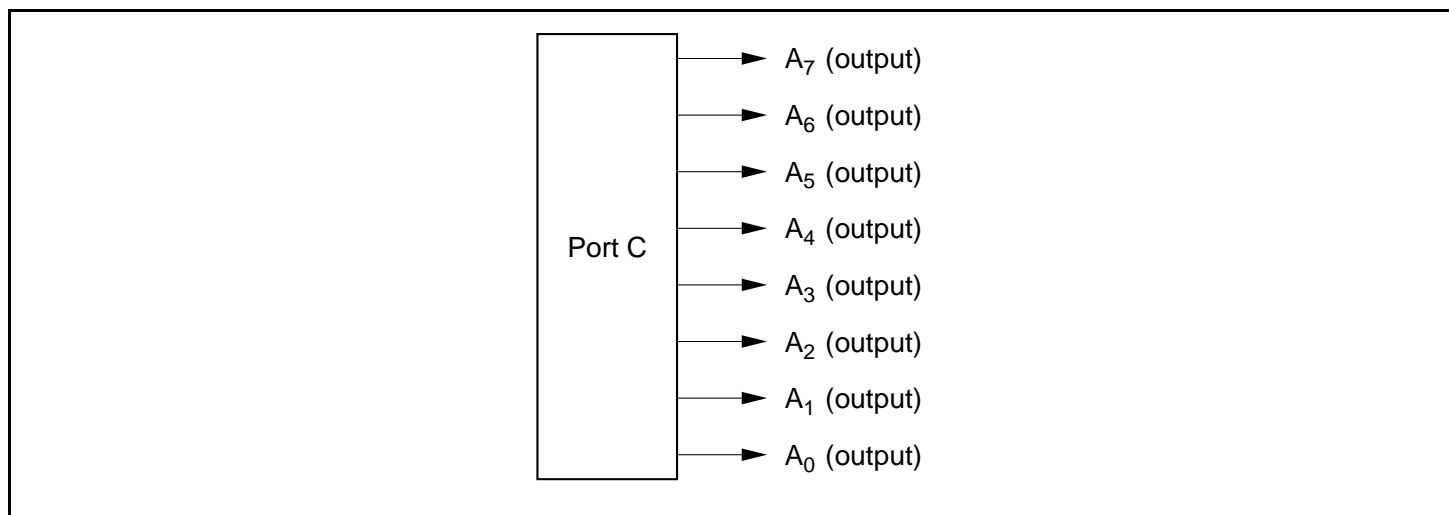 A7 (output)
A6 (output)
A5 (output)
A4 (output)
Port C
A3 (output)
A2 (output)
A1 (output)
A0 (output)